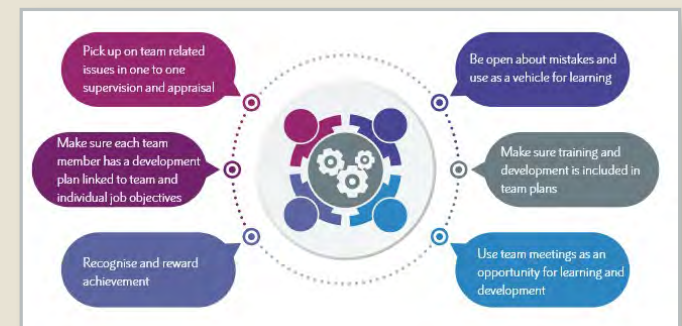 Pick up on team related
issues in one to one
supervision and appraisal
Make sure each team
member has a development
plan linked to team and
individual job objectives
Recognise and reward
achievement
Be open about mistakes and
use as a vehicle for learning
Make sure training and
development is included in
team plans
Use team meetings as an
opportunity for learning and
development